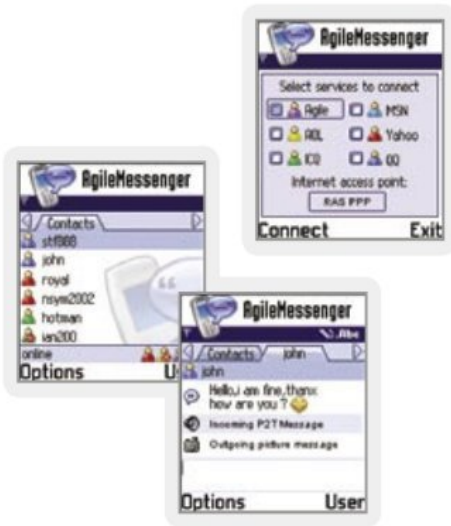 AgileMessenger
Select services to connect
Agile MSN
AOL Yahoo
ICQ QQ
Internet access point:
RAS PPP
Connect Exit
AgileMessenger
Contacts
stf888
john
royal
nsym2002
hotman
ian200
online
Options
AgileMessenger
Abc
Contacts john
john
Hello,i am fine,thanx
how are you ?
Incoming P2T Message
Outgoing picture message
Options User